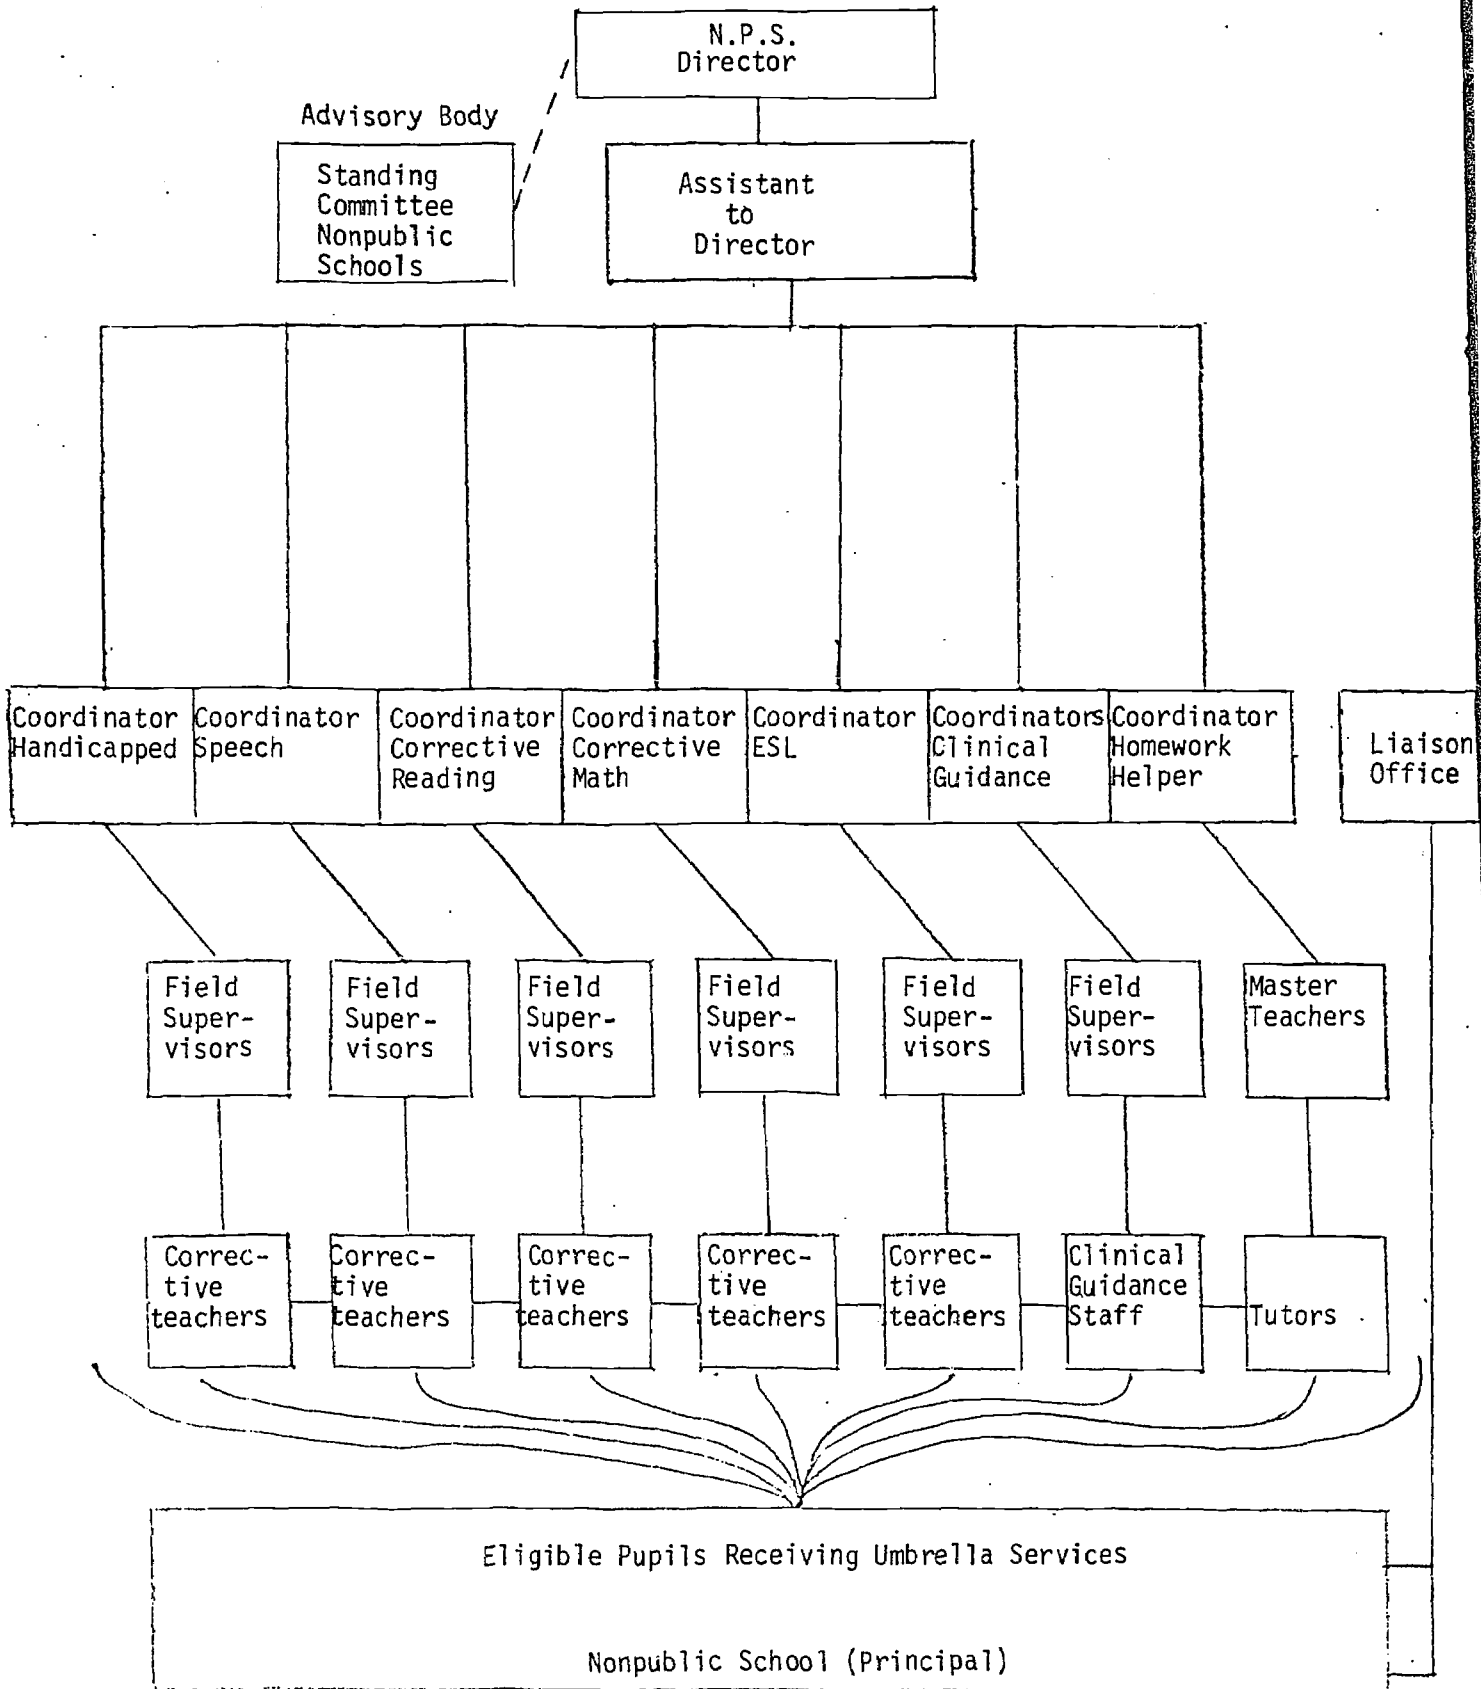 N.P.S.
Director
Advisory Body
Standing
Committee
Nonpublic
Schools
Assistant
to
Director
Coordinator
Handicapped
Coordinator
Speech
Coordinator
Corrective
Reading
Coordinator
Corrective
Math
Coordinator
ESL
Coordinators
Clinical
Guidance
Coordinator
Homework
Helper
Liaison
Office
Field
Super-
visors
Field
Super-
visors
Field
Super-
visors
Field
Super-
visors
Field
Super-
visors
Field
Super-
visors
Master
Teachers
Correc-
tive
teachers
Correc-
tive
teachers
Correc-
tive
teachers
Correc-
tive
teachers
Correc-
tive
teachers
Clinical
Guidance
Staff
Tutors
Eligible Pupils Receiving Umbrella Services
Nonpublic School (Principal)